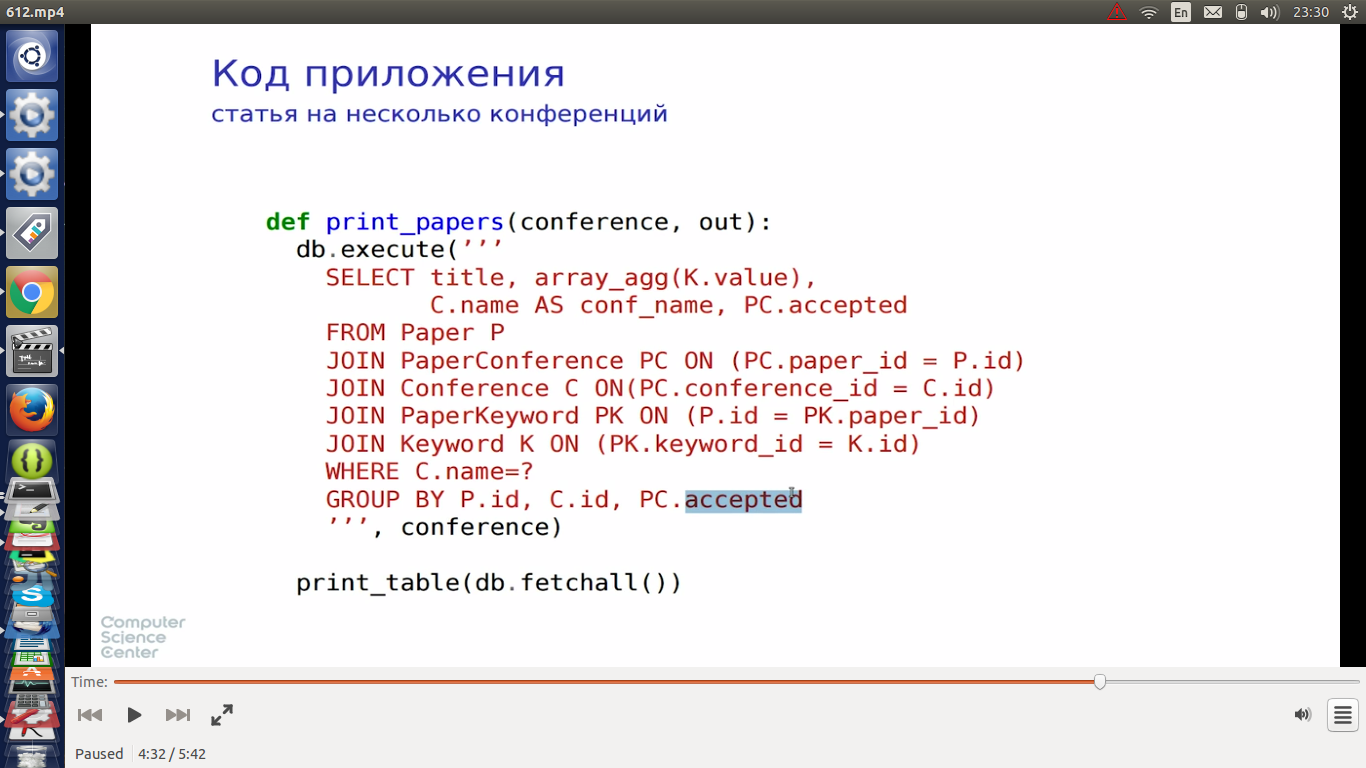 612.mp4
En
23:30
Код приложения
статья на несколько конференций
def print_papers(conference, out):
db.execute('''
SELECT title, array_agg(K.value),
C.name AS conf_name, PC.accepted
FROM Paper P
JOIN PaperConference PC ON (PC.paper_id = P.id)
JOIN Conference C ON(PC.conference_id = C.id)
JOIN PaperKeyword PK ON (P.id = PK.paper_id)
JOIN Keyword K ON (PK.keyword_id = K.id)
WHERE C.name=?
GROUP BY P.id, C.id, PC.accepted
''', conference)
print_table(db.fetchall())
Computer
Science
Center
Time:
Paused
4:32 / 5:42